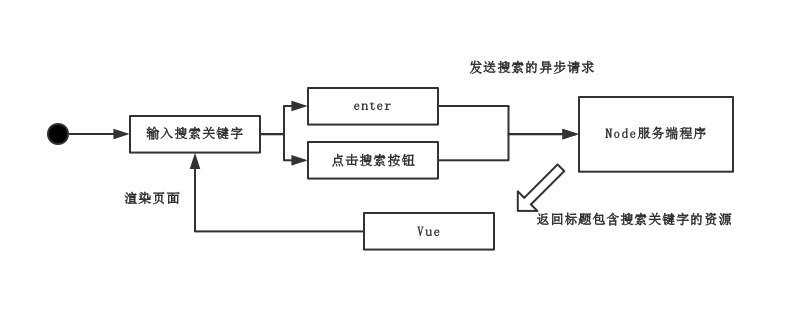 发送搜索的异步请求
enter
输入搜索关键字
Node服务端程序
点击搜索按钮
渲染页面
返回标题包含搜索关键字的资源
Vue